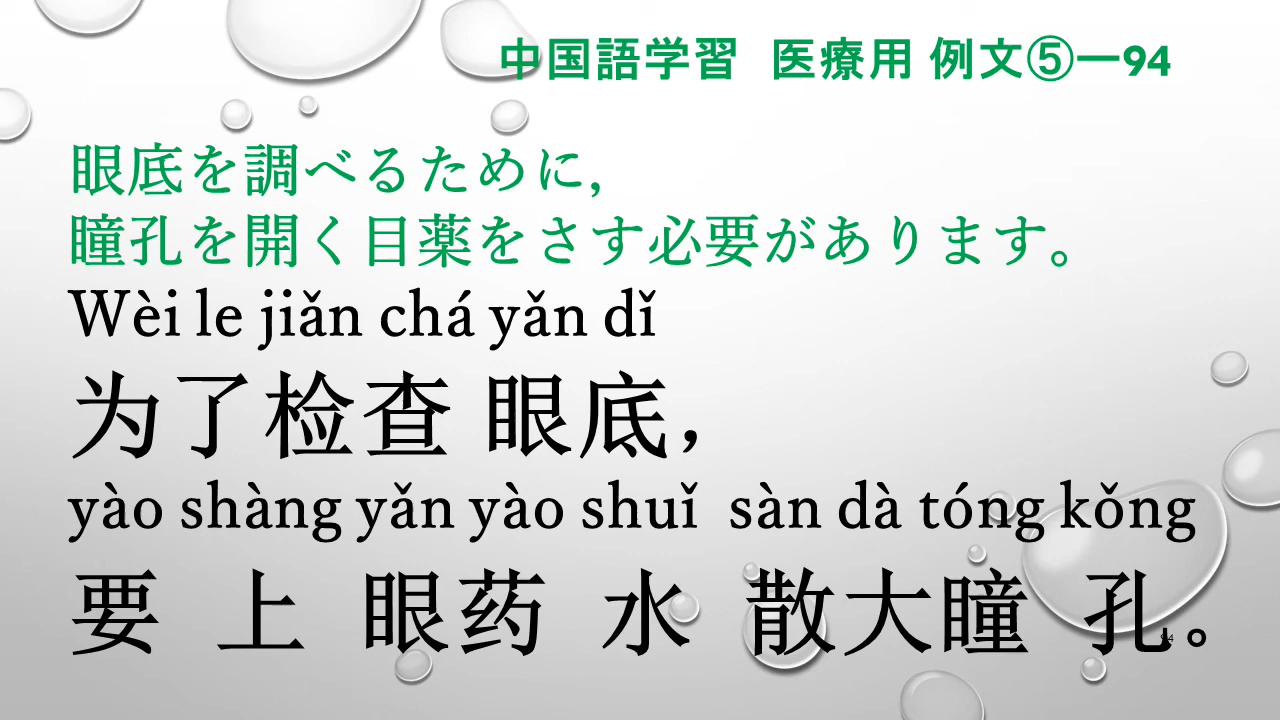 中国語学習 医療用 例文⑤―94
眼底を調べるために,
瞳孔を開く目薬をさす必要があります。
Wèi le jiǎn chá yǎn dǐ
为了检查 眼底，
yào shàng yǎn yào shuǐ sàn dà tóng kǒng
要 上 眼药 水 散大瞳 孔。
94